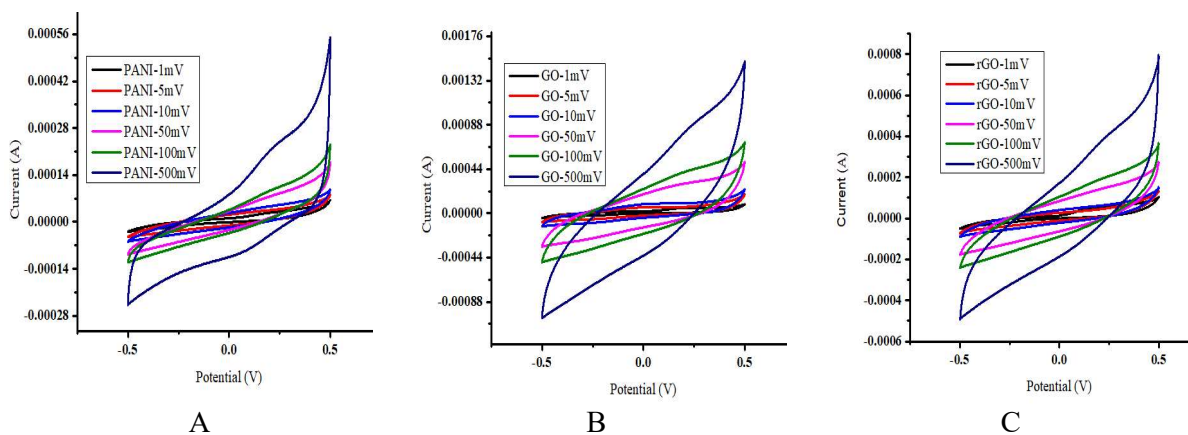 0.00056
0.00042
0.00028
0.00014
0.00000
-0.00014
-0.00028
Current (A)
PANI-1mV
PANI-5mV
PANI-10mV
PANI-50mV
PANI-100mV
PANI-500mV
-0.5
0.0
0.5
Potential (V)
A
0.00176
0.00132
0.00088
0.00044
0.00000
-0.00044
-0.00088
Current (A)
GO-1mV
GO-5mV
GO-10mV
GO-50mV
GO-100mV
GO-500mV
-0.5
0.0
0.5
Potential (V)
B
0.0008
0.0006
0.0004
0.0002
0.0000
-0.0002
-0.0004
-0.0006
Current (A)
rGO-1mV
rGO-5mV
rGO-10mV
rGO-50mV
rGO-100mV
rGO-500mV
-0.5
0.0
0.5
Potential (V)
C